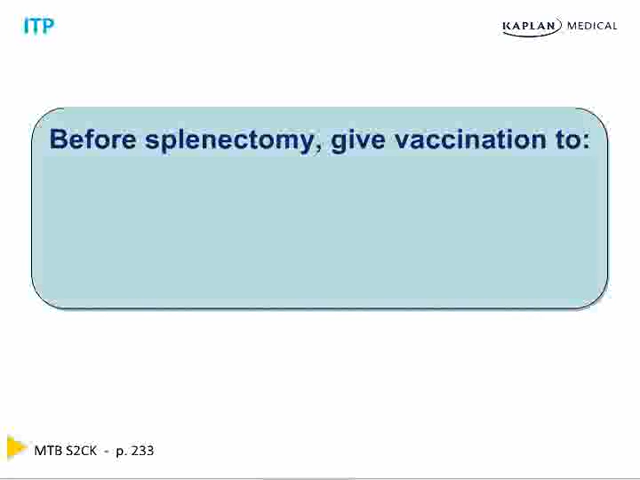 ITP
KAPLAN MEDICAL
Before splenectomy, give vaccination to:
MTB S2CK - p. 233